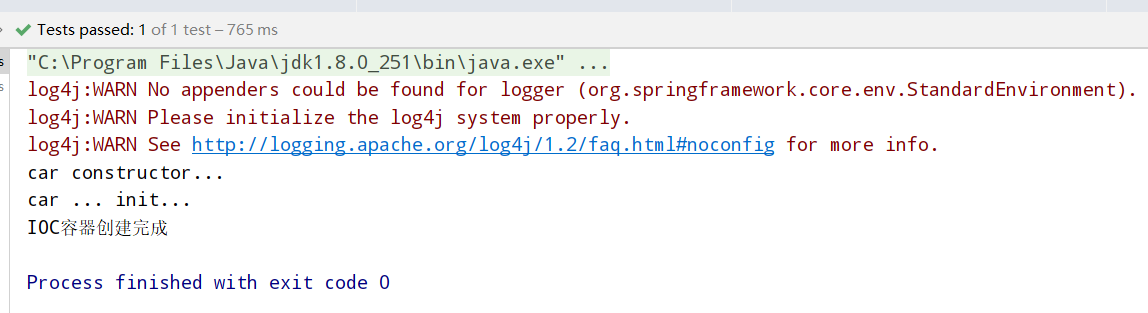 Tests passed: 1 of 1 test – 765 ms
"C:\Program Files\Java\jdk1.8.0_251\bin\java.exe" ...
log4j:WARN No appenders could be found for logger (org.springframework.core.env.StandardEnvironment).
log4j:WARN Please initialize the log4j system properly.
log4j:WARN See http://logging.apache.org/log4j/1.2/faq.html#noconfig for more info.
car constructor...
car ... init...
IOC容器创建完成
Process finished with exit code 0